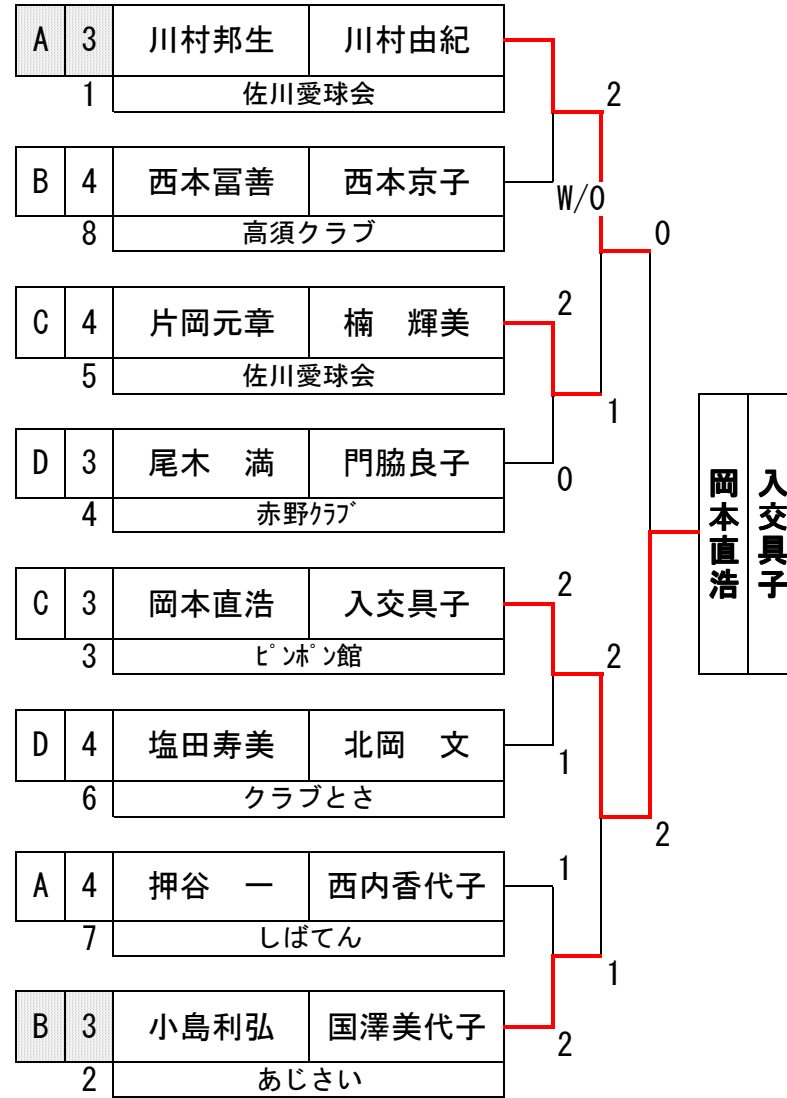 A 3 川村邦生 川村由紀
1 佐川愛球会
2
B 4 西本冨善 西本京子
W/O
8 高須クラブ
0
C 4 片岡元章 楠　輝美
2
5 佐川愛球会
1
D 3 尾木　満 門脇良子
0
4 赤野ｸﾗﾌﾞ
岡本直浩
入交具子
C 3 岡本直浩 入交具子
2
3 ﾋﾟﾝﾎﾟﾝ館
2
D 4 塩田寿美 北岡　文
1
6 クラブとさ
2
A 4 押谷　一 西内香代子
1
7 しばてん
1
B 3 小島利弘 国澤美代子
2
2 あじさい